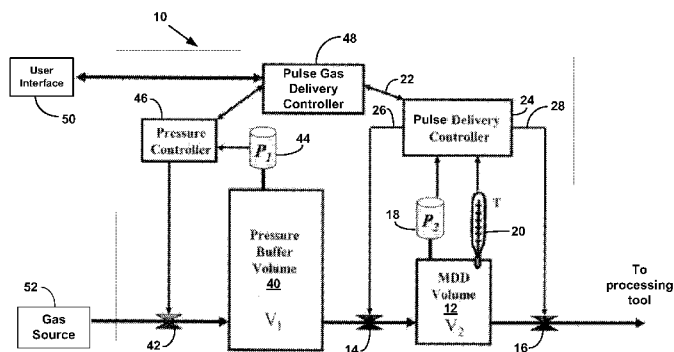 10
48
User
Interface
50
Pulse Gas
Delivery
Controller
22
46
44
26
24
28
Pressure
Controller
P1
Pulse Delivery
Controller
18
P2
T
20
Pressure
Buffer
Volume
40
V1
MDD
Volume
12
V2
To
processing
tool
52
Gas
Source
42
14
16